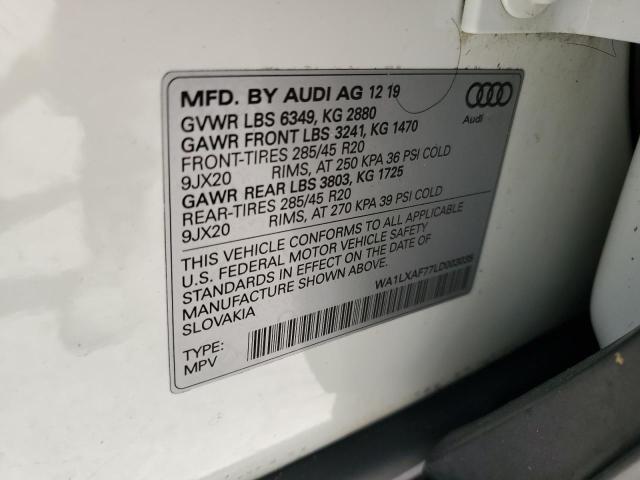 MFD. BY AUDI AG 12 19
GVWR LBS 6349, KG 2880
GAWR FRONT LBS 3241, KG 1470
FRONT-TIRES 285/45 R20
9JX20 RIMS, AT 250 KPA 36 PSI COLD
GAWR REAR LBS 3803, KG 1725
REAR-TIRES 285/45 R20
9JX20 RIMS, AT 270 KPA 39 PSI COLD
THIS VEHICLE CONFORMS TO ALL APPLICABLE
U.S. FEDERAL MOTOR VEHICLE SAFETY
STANDARDS IN EFFECT ON THE DATE OF
MANUFACTURE SHOWN ABOVE.
SLOVAKIA
WA1LXAF77LD003035
TYPE:
MPV
Audi